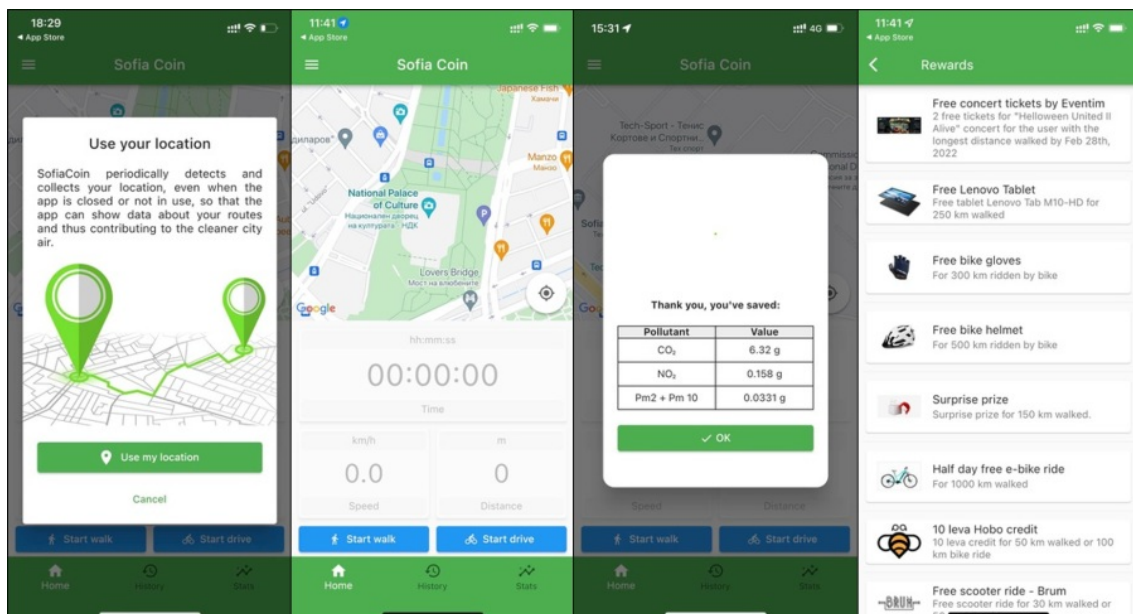 18:29
App Store
Sofia Coin
Use your location
SofiaCoin periodically detects and
collects your location, even when the
app is closed or not in use, so that the
app can show data about your routes
and thus contributing to the cleaner city
air.
Use my location
Cancel
Start walk
Start drive
Home
History
Stats
11:41
App Store
Sofia Coin
Japanese Fish
Хамачи
диларов"
Manzo
Манзо
National Palace
of Culture
Национален дворец
на културата НДК
P
Lovers Bridge
Мост на влюбените
Google
hh:mm:ss
00:00:00
Time
km/h
0.0
Speed
m
0
Distance
Start walk
Start drive
Home
History
Stats
15:31
4G
Sofia Coin
Tech-Sport - Тенис
Кортове и Спортни...
Тех спорт
Thank you, you've saved:
Pollutant Value
CO₂ 6.32 g
NO₂ 0.158 g
Pm2 + Pm 10 0.0331 g
OK
Speed
Distance
Start walk
Start drive
Home
History
Stats
11:41
App Store
Rewards
Free concert tickets by Eventim
2 free tickets for "Helloween United II
Alive" concert for the user with the
longest distance walked by Feb 28th,
2022
Free Lenovo Tablet
Free tablet Lenovo Tab M10-HD for
250 km walked
Free bike gloves
For 300 km ridden by bike
Free bike helmet
For 500 km ridden by bike
Surprise prize
Surprise prize for 150 km walked.
Half day free e-bike ride
For 1000 km walked
10 leva Hobo credit
10 leva credit for 50 km walked or 100
km bike ride
BRUM
Free scooter ride - Brum
Free scooter ride for 30 km walked or